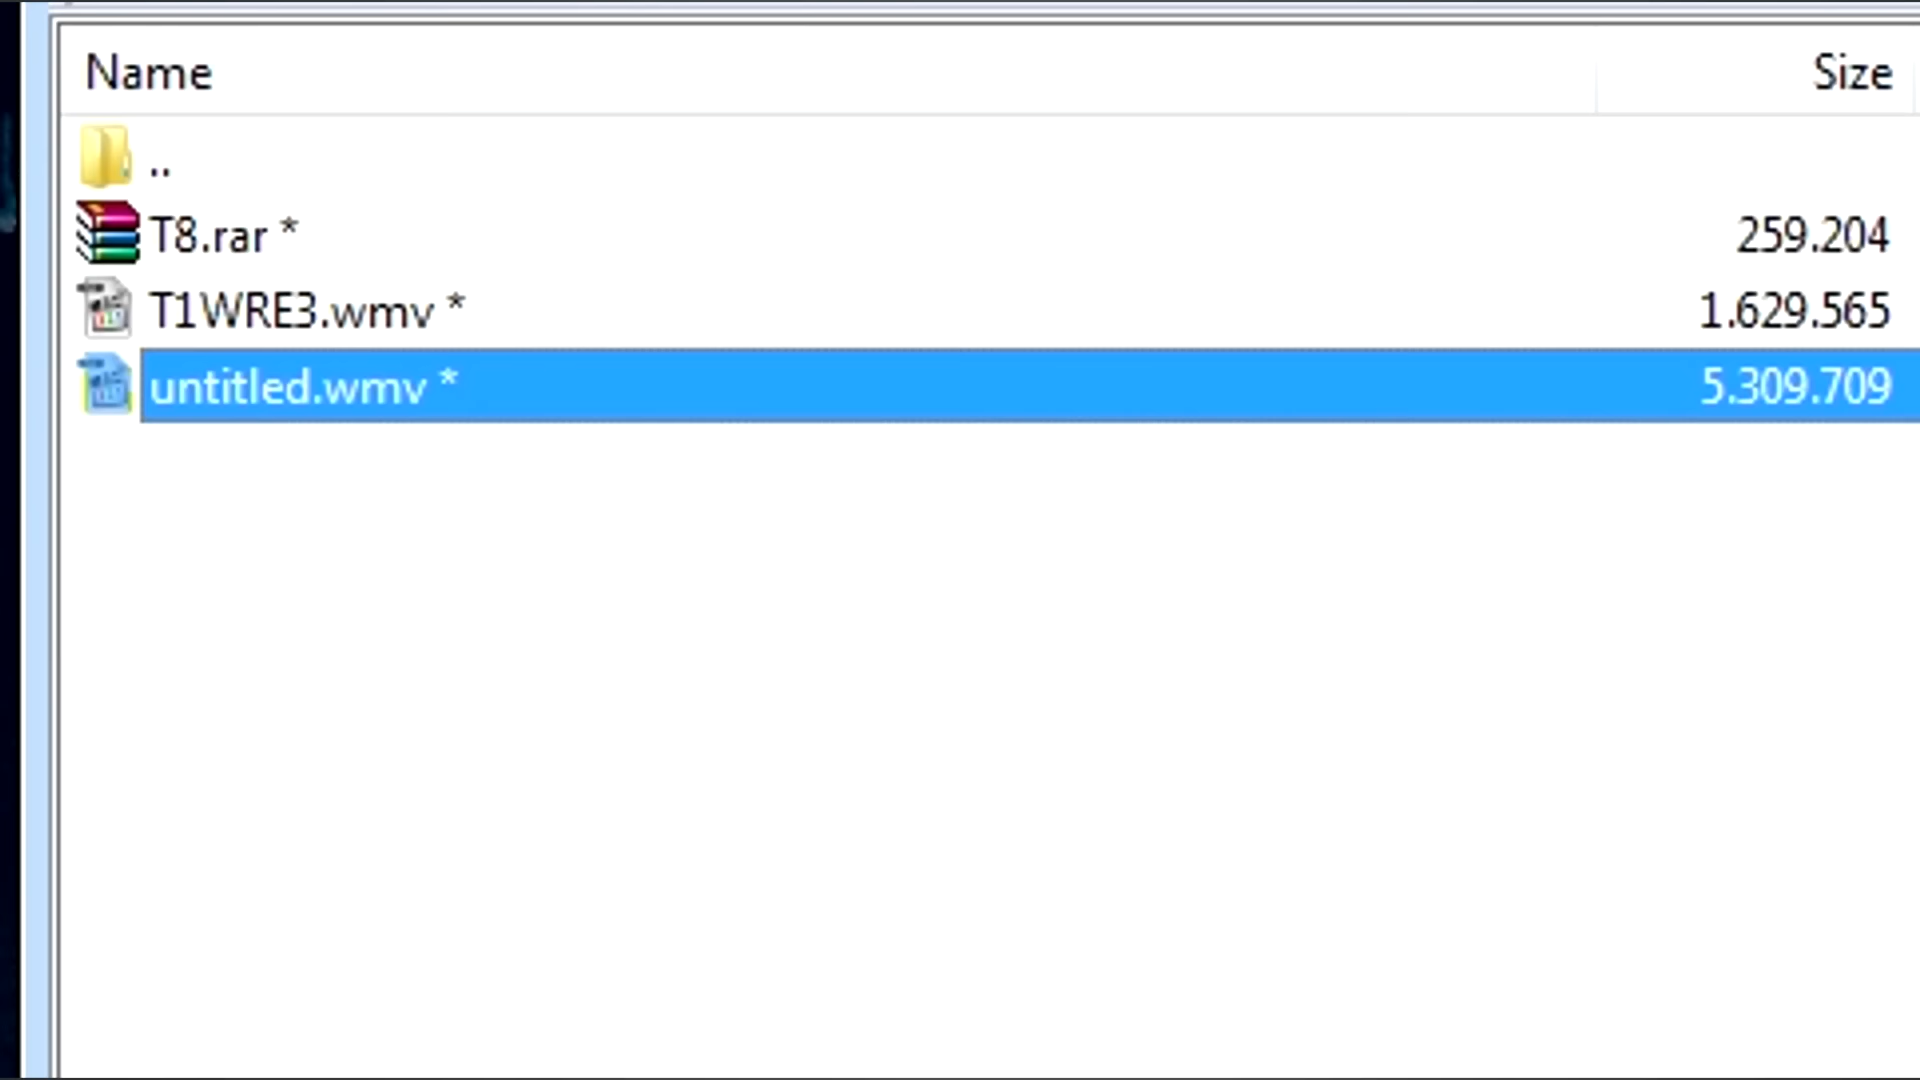 Name Size
..
T8.rar * 259.204
T1WRE3.wmv * 1.629.565
untitled.wmv * 5.309.709